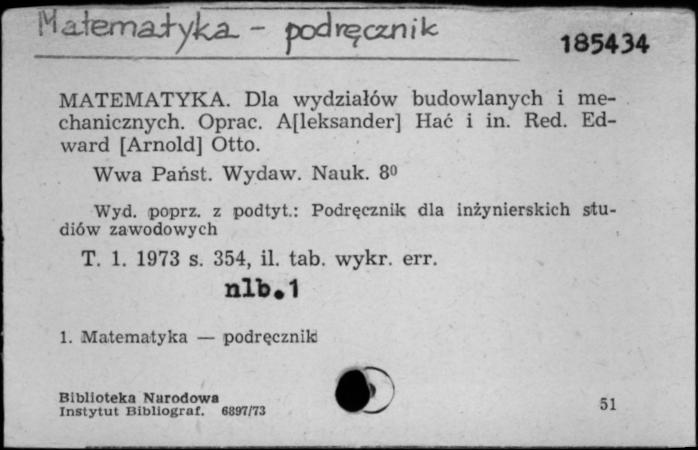 Matematyka - podręcznik
185434
MATEMATYKA. Dla wydziałów budowlanych i me-
chanicznych. Oprac. A[leksander] Hać i in. Red. Ed-
ward [Arnold] Otto.
Wwa Państ. Wydaw. Nauk. 8⁰
Wyd. poprz. z podtyt.: Podręcznik dla inżynierskich stu-
diów zawodowych
T. 1. 1973 s. 354, il. tab. wykr. err.
nlb.1
1. Matematyka — podręcznik
Biblioteka Narodowa
Instytut Bibliograf. 6897/73
51